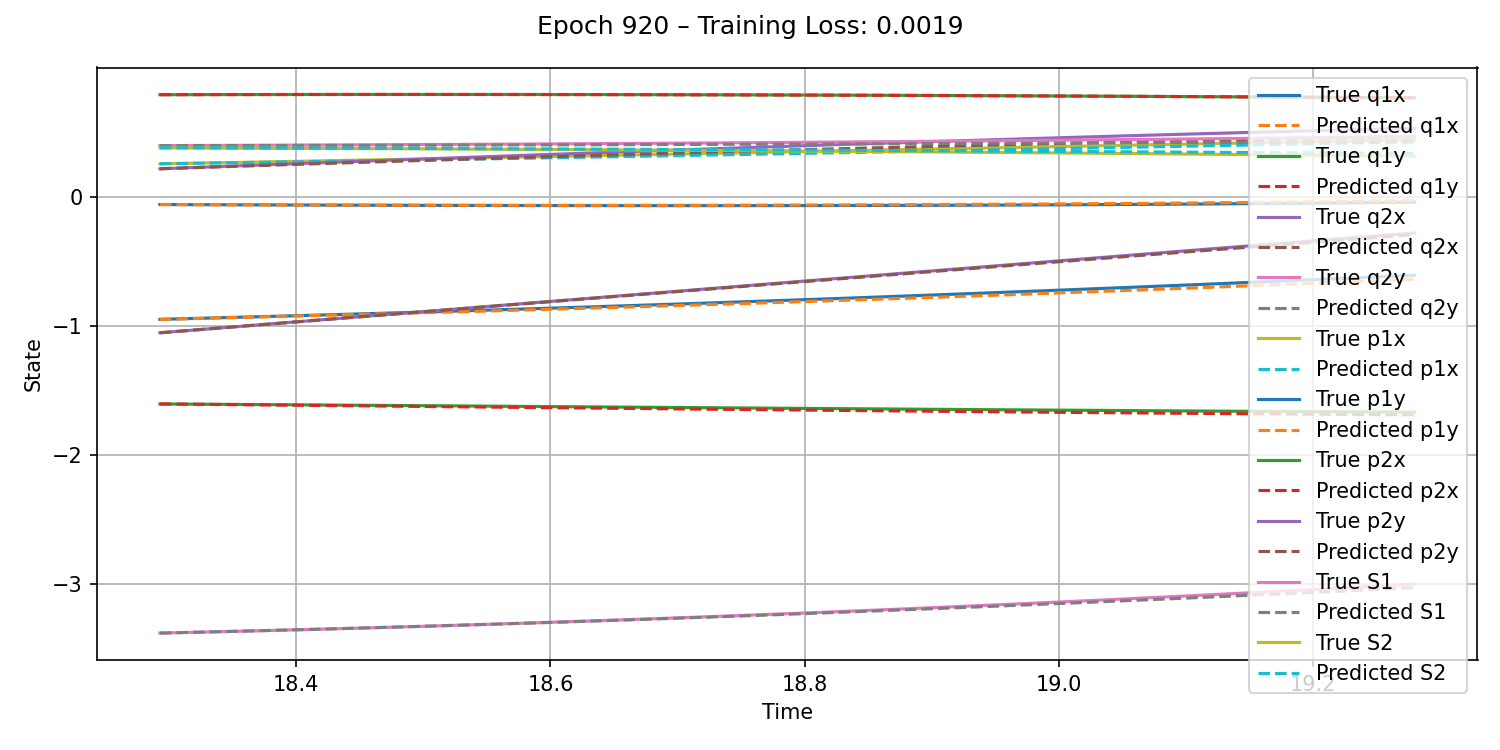 Epoch 920 – Training Loss: 0.0019
True q1x
Predicted q1x
True q1y
Predicted q1y
True q2x
Predicted q2x
True q2y
Predicted q2y
True p1x
Predicted p1x
True p1y
Predicted p1y
True p2x
Predicted p2x
True p2y
Predicted p2y
True S1
Predicted S1
True S2
Predicted S2
0
−1
−2
−3
State
18.4
18.6
18.8
19.0
19.2
Time